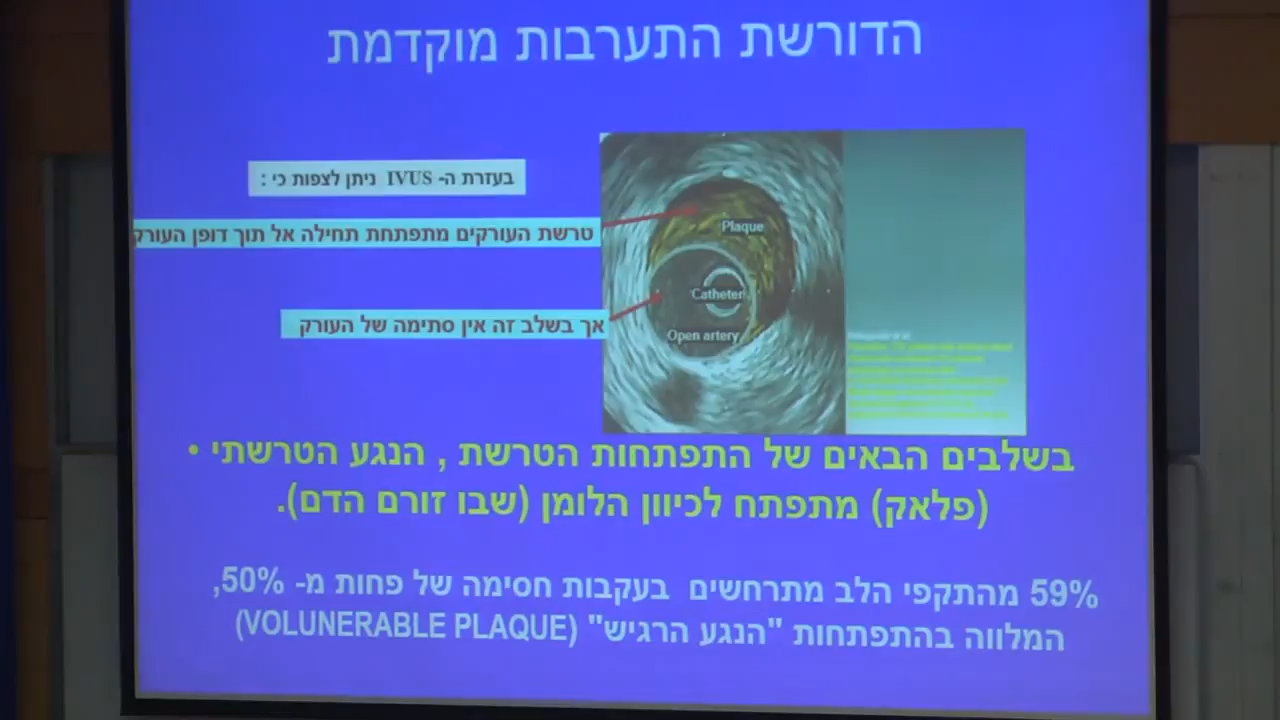 הדורשת התערבות מוקדמת
בעזרת ה- IVUS ניתן לצפות כי :
טרשת העורקים מתפתחת תחילה אל תוך דופן העורק
אך בשלב זה אין סתימה של העורק
Plaque
Catheter
Open artery
• בשלבים הבאים של התפתחות הטרשת , הנגע הטרשתי
(פלאק) מתפתח לכיוון הלומן (שבו זורם הדם).
59% מהתקפי הלב מתרחשים בעקבות חסימה של פחות מ- 50%,
המלווה בהתפתחות "הנגע הרגיש" (VOLUNERABLE PLAQUE)